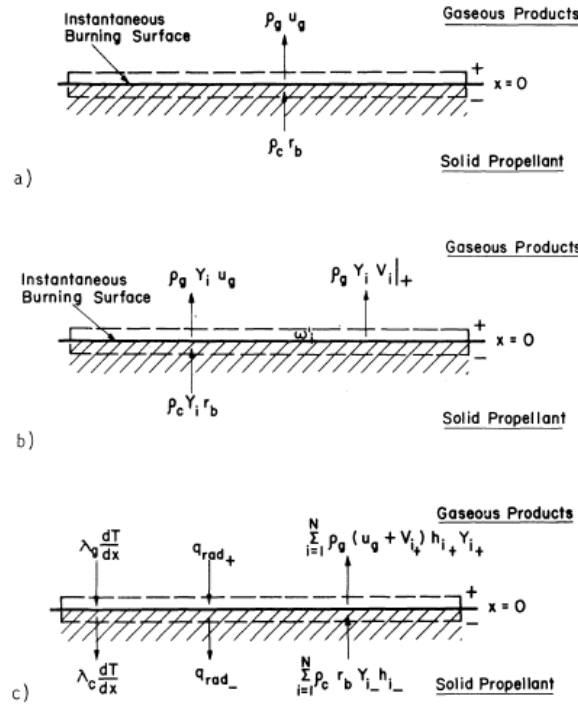 Instantaneous
Burning Surface
Gaseous Products
ρg ug
+
x = 0
−
ρc rb
Solid Propellant
a)
Gaseous Products
Instantaneous
Burning Surface
ρg Yi ug
ρg Yi Vi|+
+
ω̇i
x = 0
−
ρc Yi rb
Solid Propellant
b)
Gaseous Products
λg dT/dx
qrad+
N Σ i=1 ρg (ug + Vi+) hi+ Yi+
+
x = 0
−
λc dT/dx
qrad−
N Σ i=1 ρc rb Yi− hi−
Solid Propellant
c)